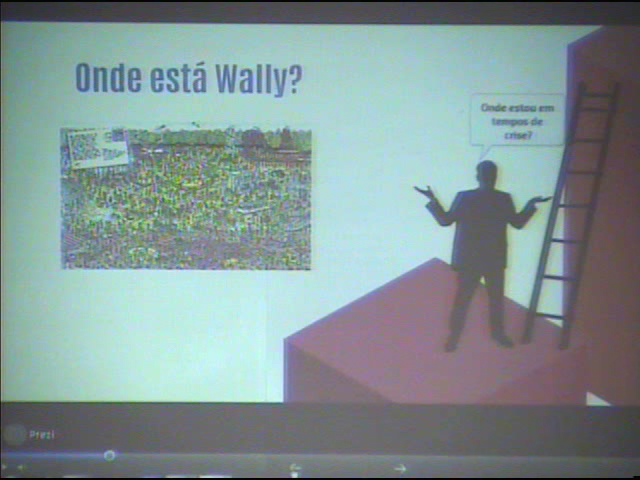 Onde está Wally?
Onde estou em
tempos de
crise?
Prezi